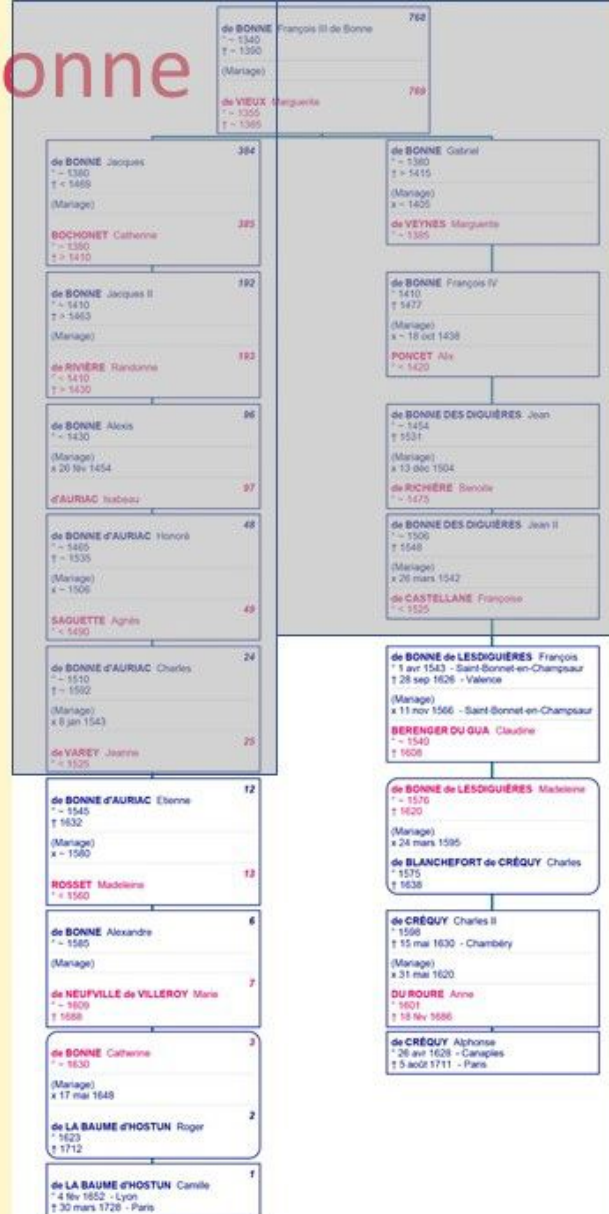 onne
768
de BONNE François III de Bonne
° ~ 1340
† ~ 1390
(Mariage)
769
de VIEUX Marguerite
° ~ 1355
† ~ 1385
384
de BONNE Jacques
° ~ 1380
† < 1469
(Mariage)
385
BOCHONET Catherine
° ~ 1390
† > 1410
192
de BONNE Jacques II
° ~ 1410
† > 1463
(Mariage)
193
de RIVIÈRE Randonne
° ~ 1410
† > 1430
96
de BONNE Alexis
° ~ 1430
(Mariage)
x 20 fév 1454
97
d'AURIAC Isabeau
48
de BONNE d'AURIAC Honoré
° ~ 1465
† ~ 1535
(Mariage)
x ~ 1506
49
SAGUETTE Agnès
° < 1490
24
de BONNE d'AURIAC Charles
° ~ 1510
† ~ 1592
(Mariage)
x 8 jan 1543
25
de VAREY Jeanne
° < 1525
12
de BONNE d'AURIAC Etienne
° ~ 1545
† 1632
(Mariage)
x ~ 1580
13
ROSSET Madeleine
° < 1560
6
de BONNE Alexandre
° ~ 1585
(Mariage)
7
de NEUFVILLE de VILLEROY Marie
° ~ 1609
† 1688
3
de BONNE Catherine
° ~ 1630
(Mariage)
x 17 mai 1648
2
de LA BAUME d'HOSTUN Roger
° 1623
† 1712
1
de LA BAUME d'HOSTUN Camille
° 4 fév 1652 - Lyon
† 30 mars 1728 - Paris
de BONNE Gabriel
° ~ 1380
† > 1415
(Mariage)
x ~ 1405
de VEYNES Marguerite
° ~ 1385
de BONNE François IV
° 1410
† 1477
(Mariage)
x ~ 18 oct 1438
PONCET Alix
° ~ 1420
de BONNE DES DIGUIÈRES Jean
° ~ 1454
† 1531
(Mariage)
x 13 déc 1504
de RICHIÈRE Benoite
° ~ 1475
de BONNE DES DIGUIÈRES Jean II
° ~ 1506
† 1548
(Mariage)
x 26 mars 1542
de CASTELLANE Françoise
° < 1525
de BONNE de LESDIGUIÈRES François
° 1 avr 1543 - Saint-Bonnet-en-Champsaur
† 28 sep 1626 - Valence
(Mariage)
x 11 nov 1566 - Saint-Bonnet-en-Champsaur
BERENGER DU GUA Claudine
° ~ 1540
† 1608
de BONNE de LESDIGUIÈRES Madeleine
° ~ 1576
† 1620
(Mariage)
x 24 mars 1595
de BLANCHEFORT de CRÉQUY Charles
° 1575
† 1638
de CRÉQUY Charles II
° 1598
† 15 mai 1630 - Chambéry
(Mariage)
x 31 mai 1620
DU ROURE Anne
° 1601
† 18 fév 1686
de CRÉQUY Alphonse
° 26 avr 1628 - Canaples
† 5 août 1711 - Paris